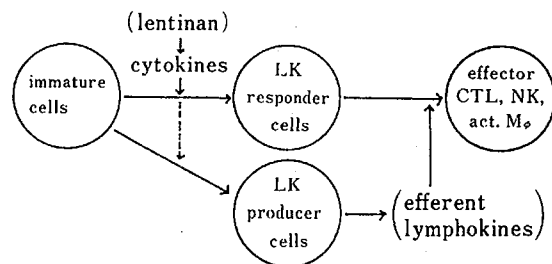 (lentinan)
cytokines
immature
cells
LK
responder
cells
effector
CTL, NK,
act. Mφ
LK
producer
cells
(efferent
lymphokines)